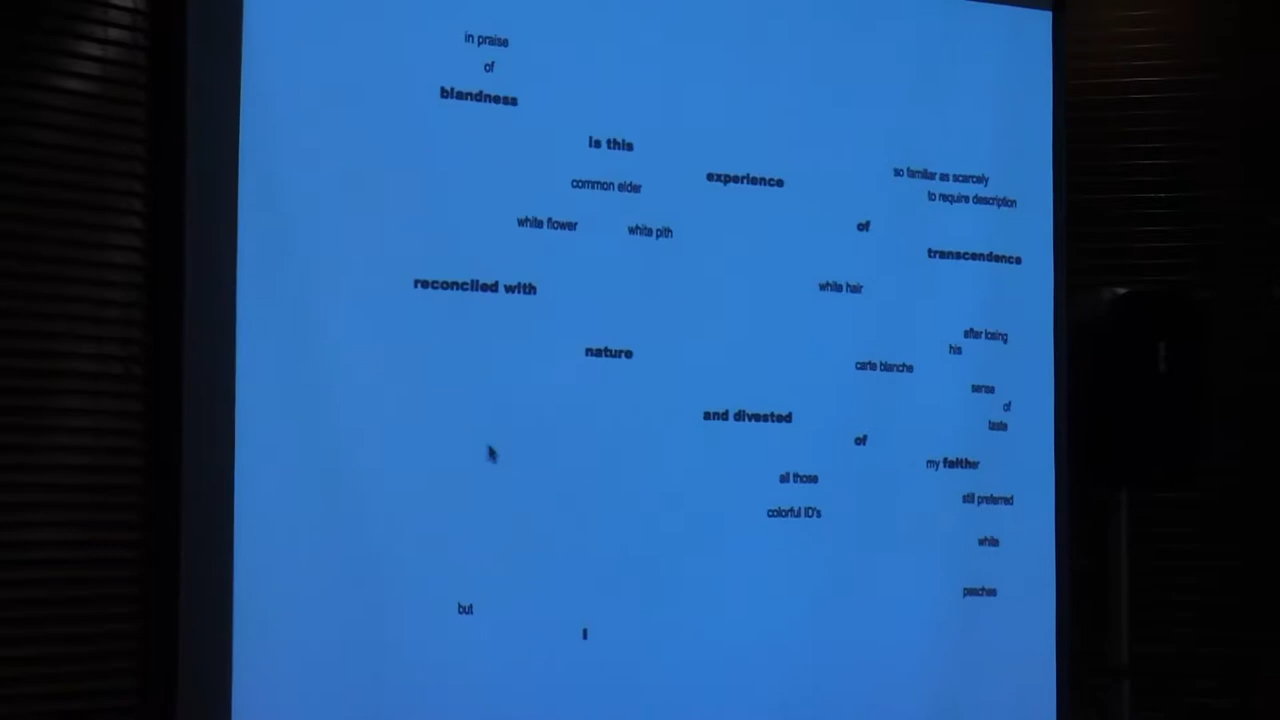 in praise
of
blandness
is this
experience
so familiar as scarcely
to require description
common elder
white flower
white pith
of
transcendence
reconciled with
white hair
after losing
his
nature
carte blanche
sense
of
taste
and divested
of
my faither
all those
still preferred
colorful ID's
white
peaches
but
I